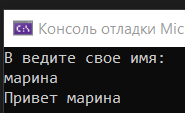 Консоль отладки Mic
В ведите свое имя:
марина
Привет марина